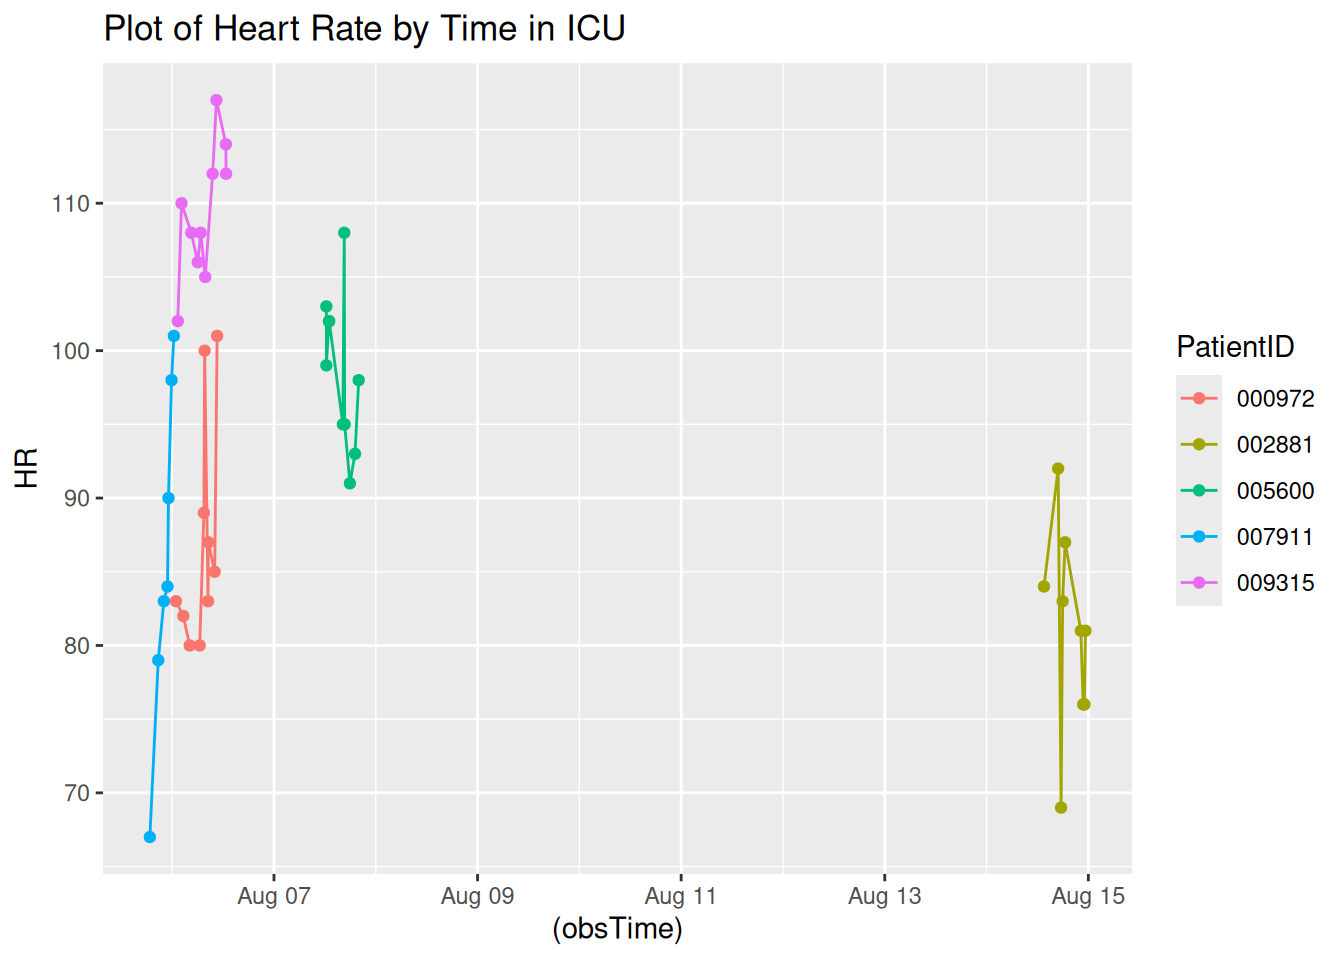 Plot of Heart Rate by Time in ICU
HR
110
100
90
80
70
Aug 07 Aug 09 Aug 11 Aug 13 Aug 15
(obsTime)
PatientID
000972
002881
005600
007911
009315